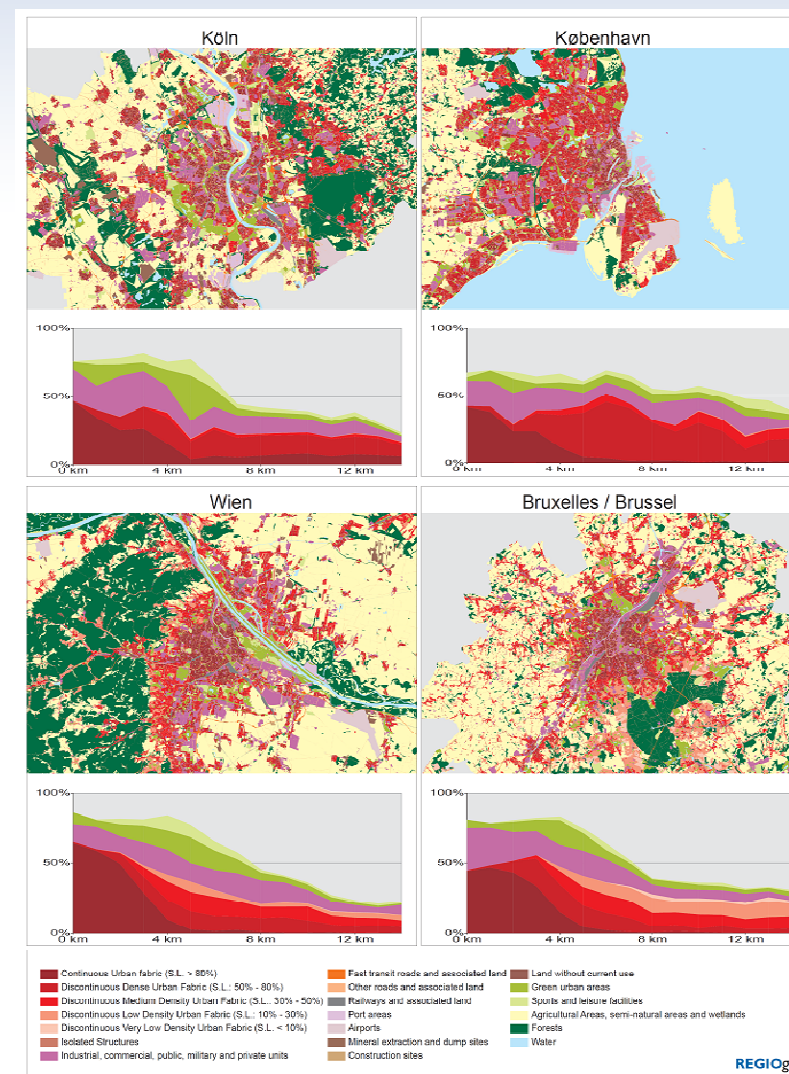 Köln
København
100%
50%
0%
0 km
4 km
8 km
12 km
100%
50%
0%
0 km
4 km
8 km
12 km
Wien
Bruxelles / Brussel
100%
50%
0%
0 km
4 km
8 km
12 km
100%
50%
0%
0 km
4 km
8 km
12 km
Continuous Urban fabric (S.L. > 80%)
Discontinuous Dense Urban Fabric (S.L.: 50% - 80%)
Discontinuous Medium Density Urban Fabric (S.L.: 30% - 50%)
Discontinuous Low Density Urban Fabric (S.L.: 10% - 30%)
Discontinuous Very Low Density Urban Fabric (S.L. < 10%)
Isolated Structures
Industrial, commercial, public, military and private units
Fast transit roads and associated land
Other roads and associated land
Railways and associated land
Port areas
Airports
Mineral extraction and dump sites
Construction sites
Land without current use
Green urban areas
Sports and leisure facilities
Agricultural Areas, semi-natural areas and wetlands
Forests
Water
REGIOg